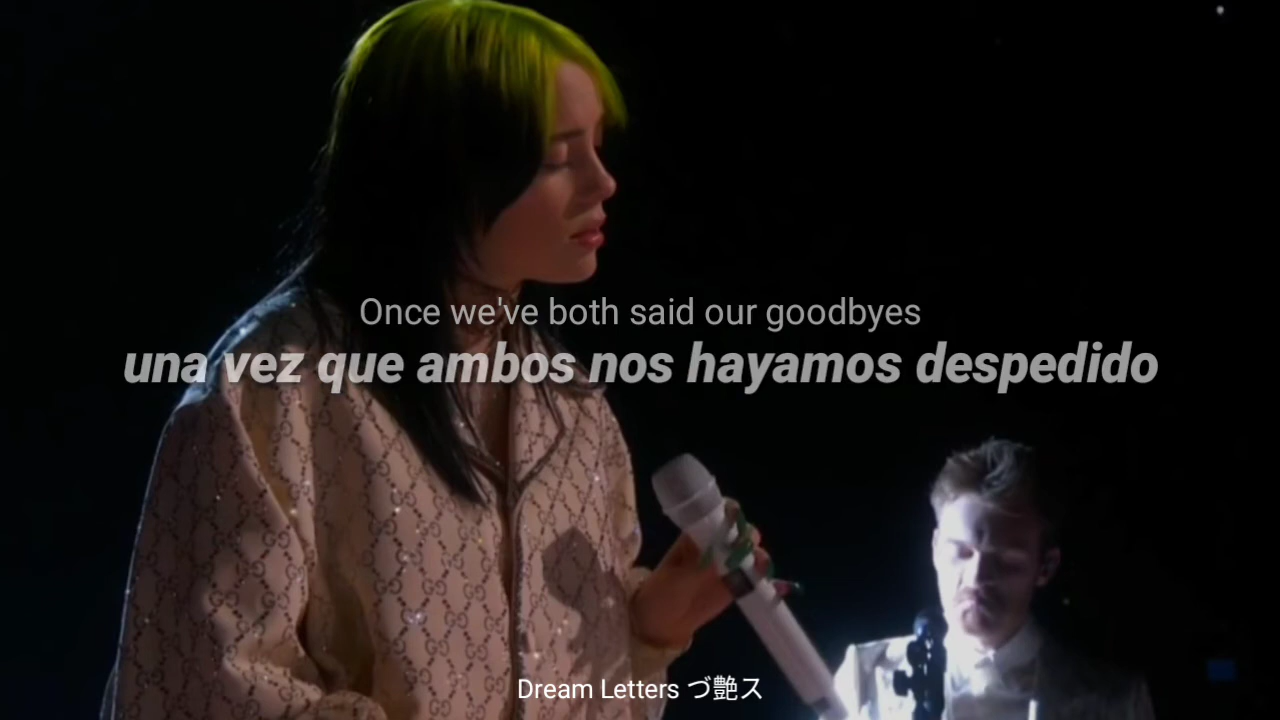 Once we've both said our goodbyes
una vez que ambos nos hayamos despedido
Dream Letters づ艶ス